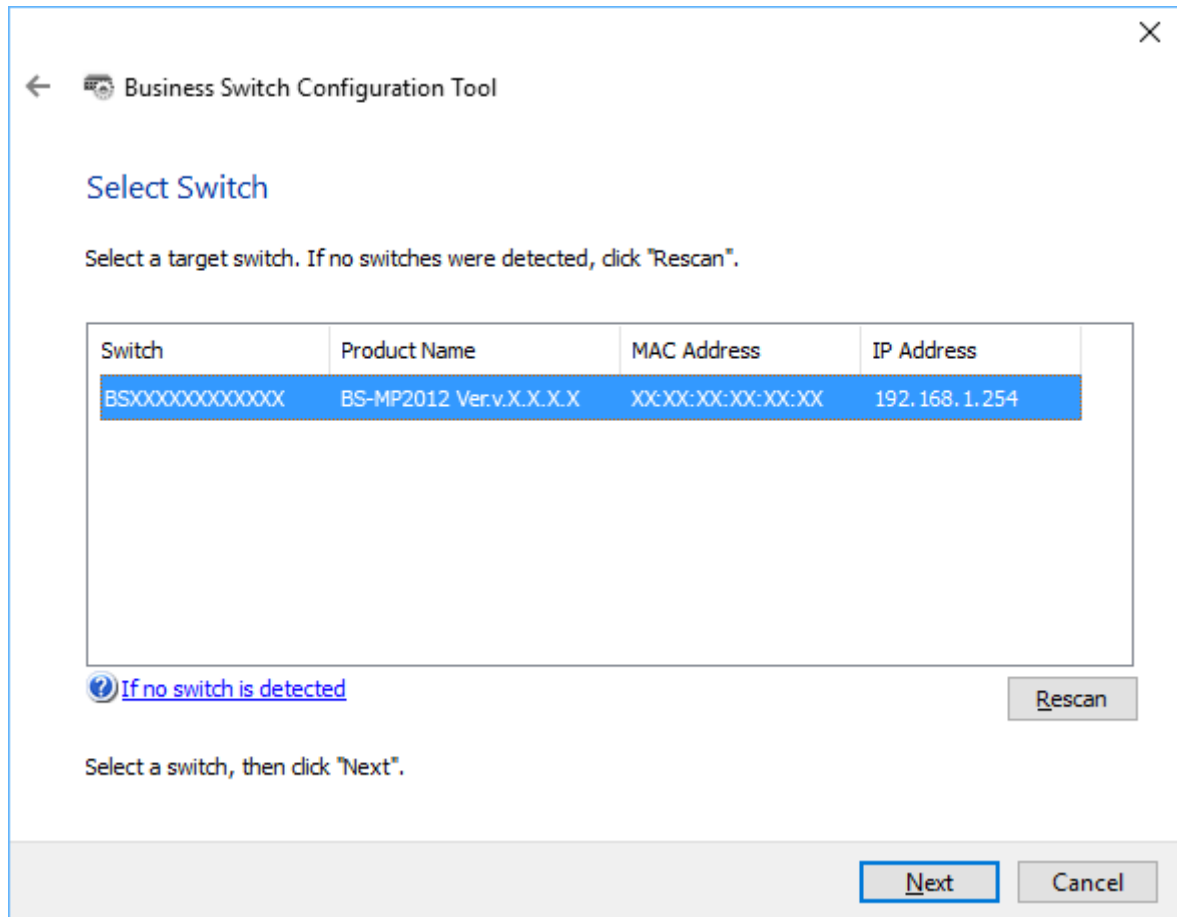 Business Switch Configuration Tool
Select Switch
Select a target switch. If no switches were detected, click "Rescan".
Switch Product Name MAC Address IP Address
BSXXXXXXXXXXXX BS-MP2012 Ver.v.X.X.X.X XX:XX:XX:XX:XX:XX 192.168.1.254
If no switch is detected
Rescan
Select a switch, then click "Next".
Next Cancel